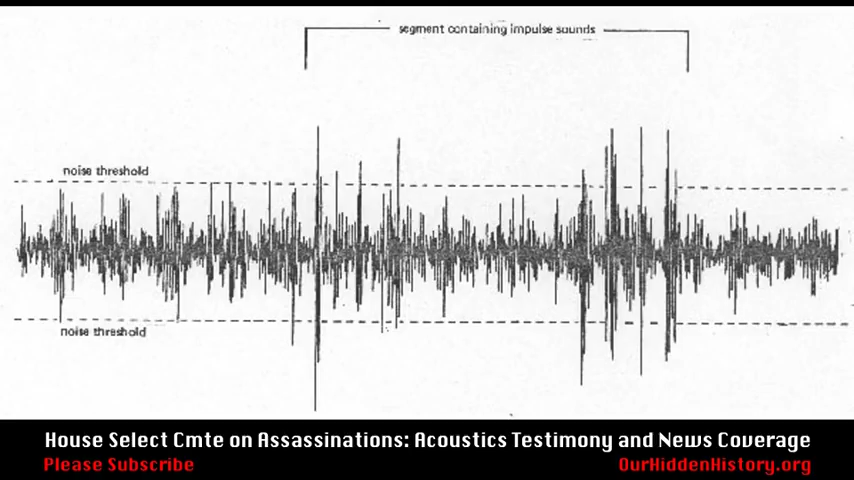 segment containing impulse sounds
noise threshold
noise threshold
House Select Cmte on Assassinations: Acoustics Testimony and News Coverage
Please Subscribe
OurHiddenHistory.org